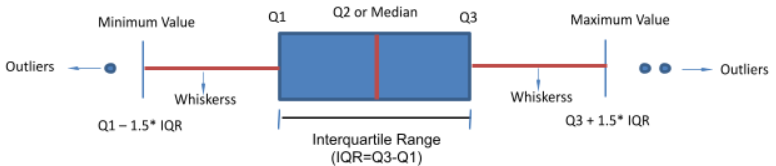 Minimum Value
Q1
Q2 or Median
Q3
Maximum Value
Outliers
Outliers
Whiskerss
Whiskerss
Q1 – 1.5* IQR
Q3 + 1.5* IQR
Interquartile Range
(IQR=Q3-Q1)